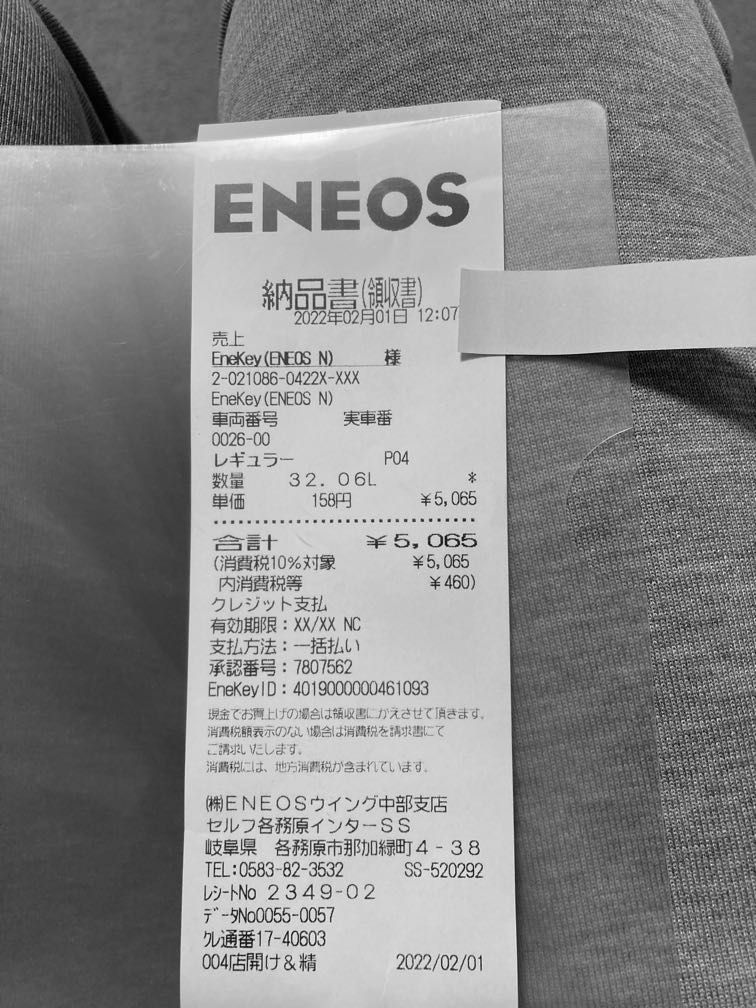 ENEOS
納品書(領収書)
2022年02月01日 12:07
売上
EneKey(ENEOS N) 様
2-021086-0422X-XXX
EneKey(ENEOS N)
車両番号 実車番
0026-00
レギュラー P04
数量 32.06L *
単価 158円 ¥5,065
合計 ¥5,065
(消費税10%対象 ¥5,065
内消費税等 ¥460)
クレジット支払
有効期限:XX/XX NC
支払方法:一括払い
承認番号:7807562
EneKeyID:4019000000461093
現金でお買上げの場合は領収書にかえさせて頂きます。
消費税額表示のない場合は消費税を請求書にて
ご請求いたします。
消費税には、地方消費税が含まれています。
㈱ENEOSウイング中部支店
セルフ各務原インターSS
岐阜県 各務原市那加緑町4-38
TEL:0583-82-3532 SS-520292
レシートNo 2349-02
データNo0055-0057
クレ通番17-40603
004店開け&精 2022/02/01